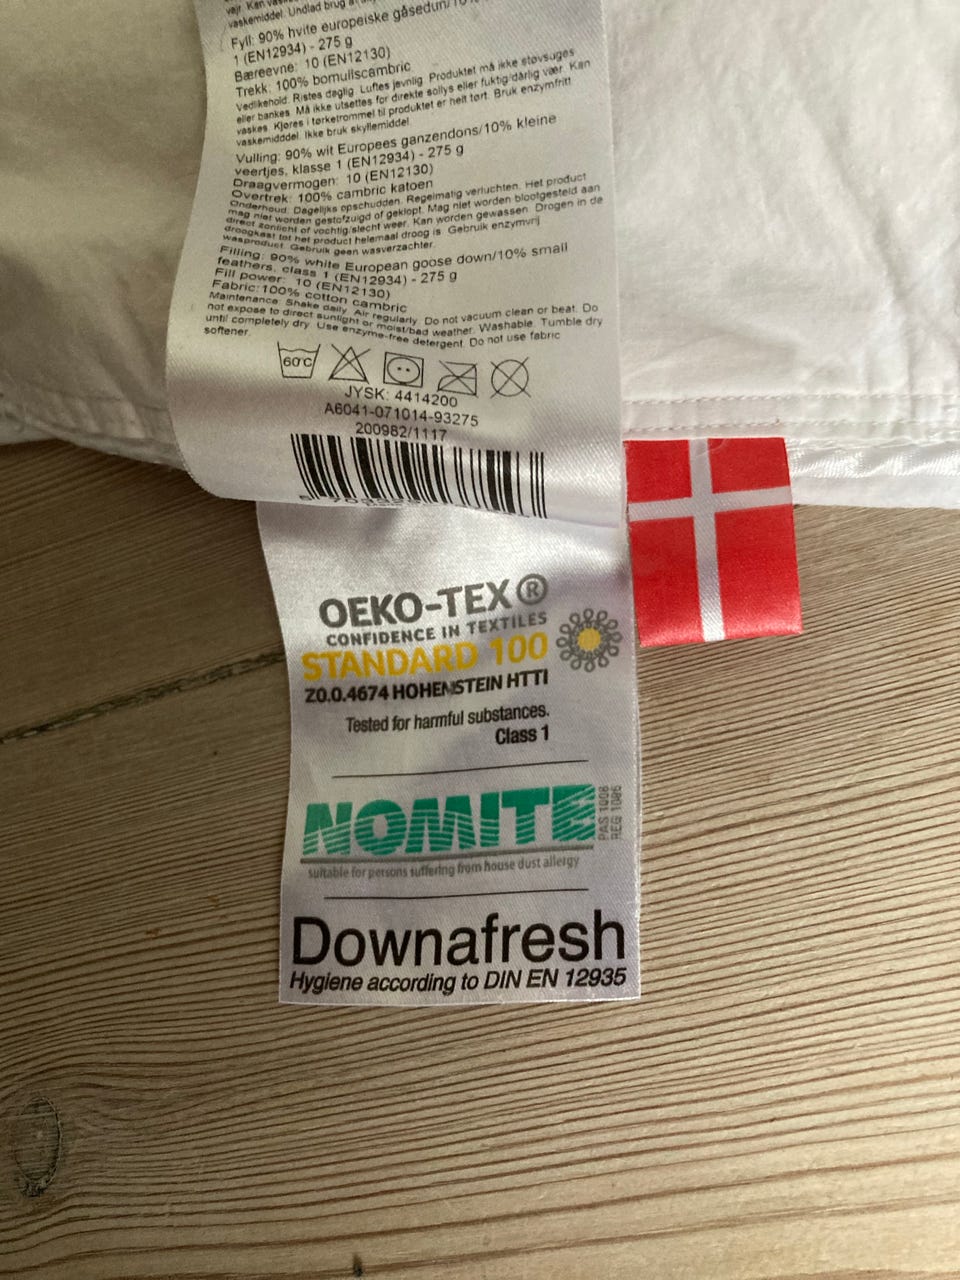 vaskemiddel. Undlad brug
Fyll: 90% hvite europeiske gåsedun/10%
1 (EN12934) - 275 g
Bæreevne: 10 (EN12130)
Trekk: 100% bomullscambric
Vedlikehold: Ristes daglig. Luftes jevnlig. Produktet må ikke støvsuges
eller bankes. Må ikke utsettes for direkte sollys eller fuktig/dårlig vær. Kan
vaskes. Kjøres i tørketrommel til produktet er helt tørt. Bruk enzymfritt
vaskemidddel. Ikke bruk skyllemiddel.
Vulling: 90% wit Europees ganzendons/10% kleine
veertjes, klasse 1 (EN12934) - 275 g
Draagvermogen: 10 (EN12130)
Overtrek: 100% cambric katoen
Onderhoud: Dagelijks opschudden. Regelmatig verluchten. Het product
mag niet worden gestofzuigd of geklopt. Mag niet worden blootgesteld aan
direct zonlicht of vochtig/slecht weer. Kan worden gewassen. Drogen in de
droogkast tot het product helemaal droog is. Gebruik enzymvrij
wasproduct. Gebruik geen wasverzachter.
Filling: 90% white European goose down/10% small
feathers, class 1 (EN12934) - 275 g
Fill power: 10 (EN12130)
Fabric: 100% cotton cambric
Maintenance: Shake daily. Air regularly. Do not vacuum clean or beat. Do
not expose to direct sunlight or moist/bad weather. Washable. Tumble dry
until completely dry. Use enzyme-free detergent. Do not use fabric
softener.
60°C
JYSK: 4414200
A6041-071014-93275
200982/1117
OEKO-TEX®
CONFIDENCE IN TEXTILES
STANDARD 100
Z0.0.4674 HOHENSTEIN HTTI
Tested for harmful substances.
Class 1
NOMITE
PAS 1008
REG 1086
suitable for persons suffering from house dust allergy
Downafresh
Hygiene according to DIN EN 12935